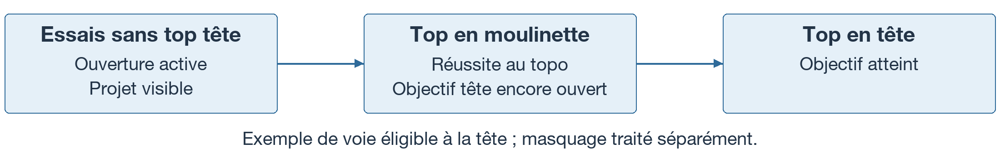 Essais sans top tête
Ouverture active
Projet visible
Top en moulinette
Réussite au topo
Objectif tête encore ouvert
Top en tête
Objectif atteint
Exemple de voie éligible à la tête ; masquage traité séparément.